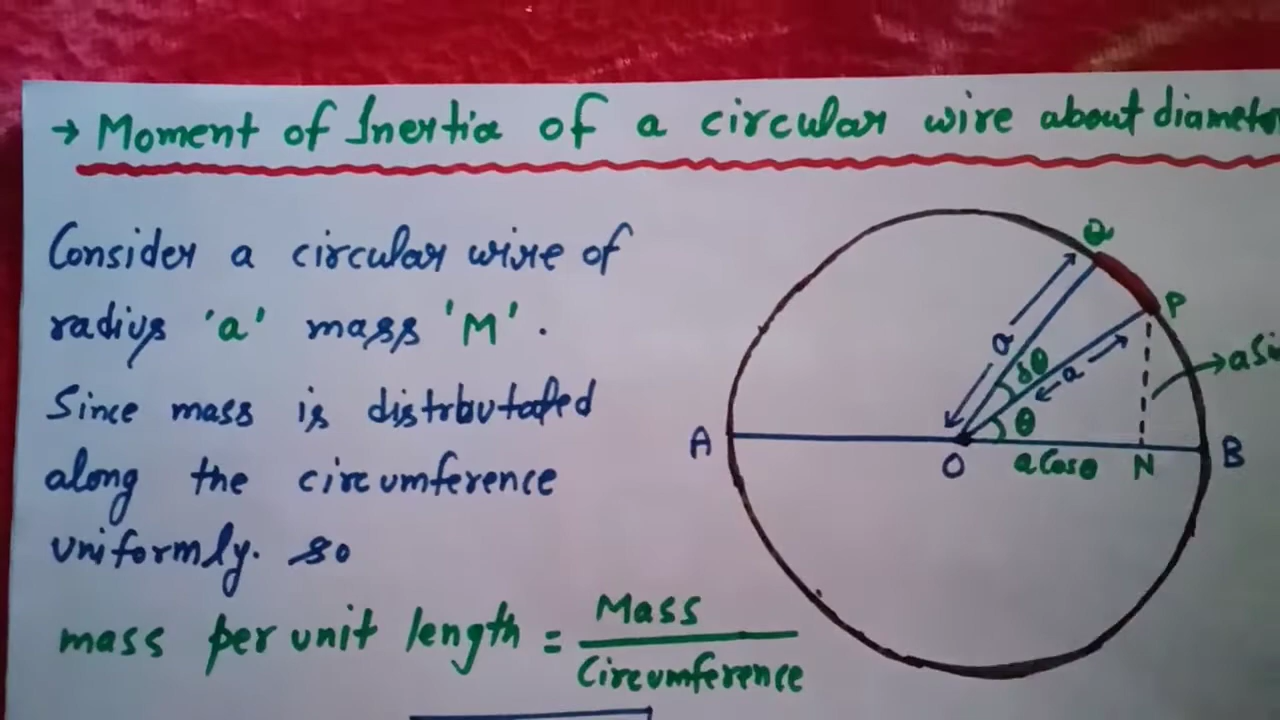 → Moment of Inertia of a circular wire about diameter
Consider a circular wire of
radius 'a' mass 'M'.
Since mass is distributated
along the circumference
uniformly. so
mass per unit length = Mass
Circumference
Q
P
a
δθ
a
θ
A
O
a Cosθ
N
B